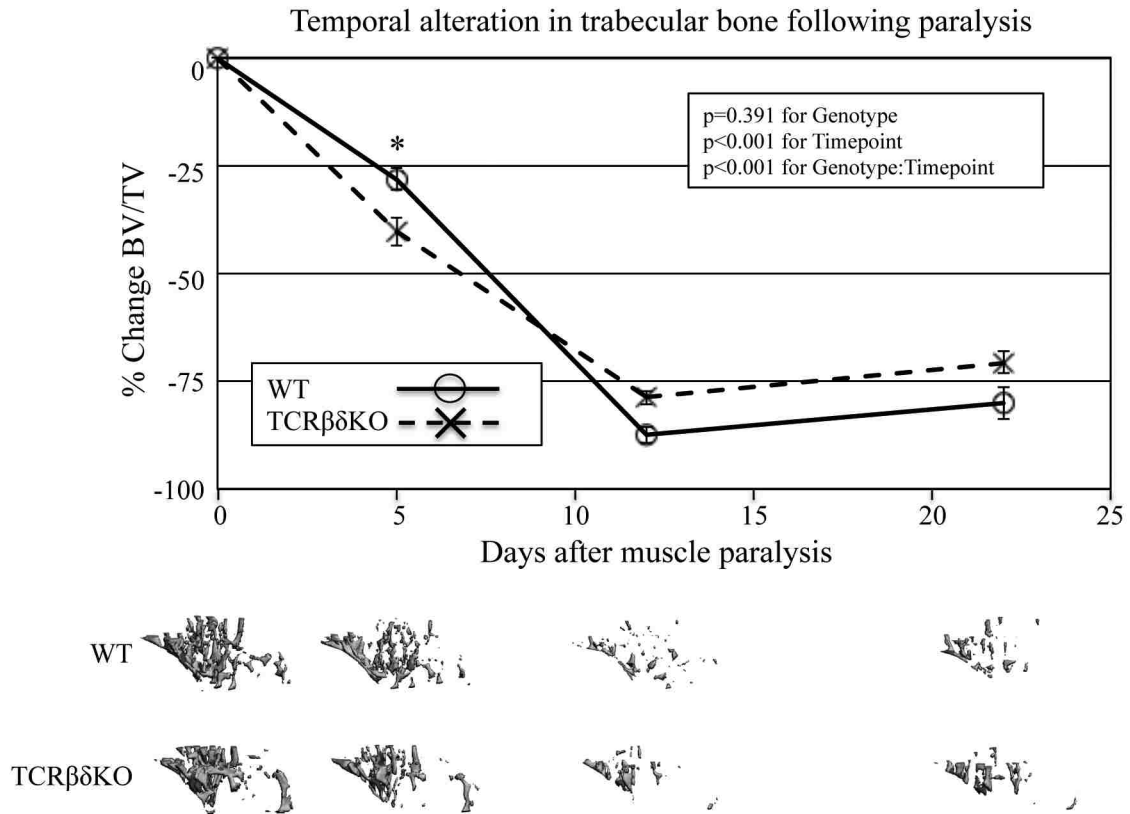 Temporal alteration in trabecular bone following paralysis
0
-25
-50
-75
-100
% Change BV/TV
*
p=0.391 for Genotype
p<0.001 for Timepoint
p<0.001 for Genotype:Timepoint
WT
TCRβδKO
0 5 10 15 20 25
Days after muscle paralysis
WT
TCRβδKO